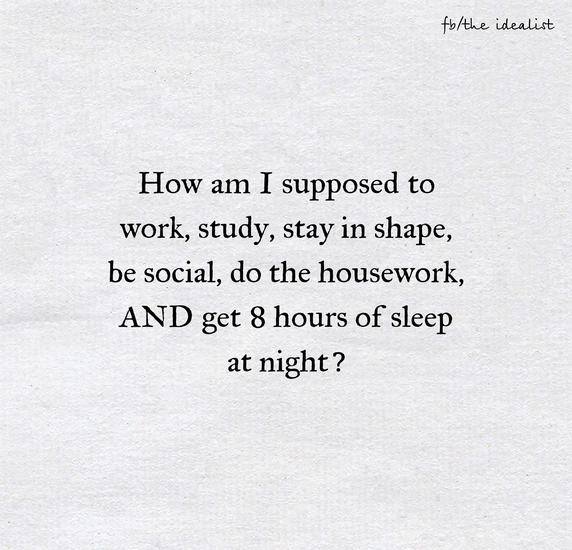 fb/the idealist
How am I supposed to
work, study, stay in shape,
be social, do the housework,
AND get 8 hours of sleep
at night?